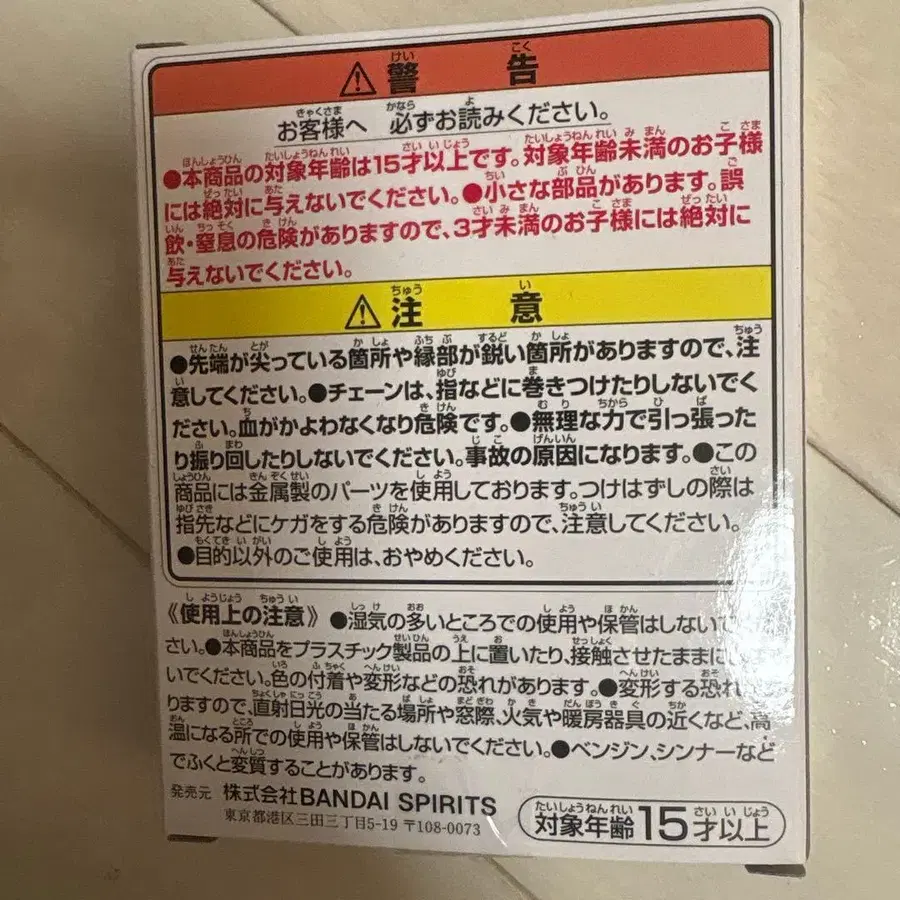 ⚠警告
お客様へ 必ずお読みください。
●本商品の対象年齢は15才以上です。対象年齢未満のお子様
には絶対に与えないでください。●小さな部品があります。誤
飲・窒息の危険がありますので、3才未満のお子様には絶対に
与えないでください。
⚠注意
●先端が尖っている箇所や縁部が鋭い箇所がありますので、注
意してください。●チェーンは、指などに巻きつけたりしないでく
ださい。血がかよわなくなり危険です。●無理な力で引っ張った
り振り回したりしないでください。事故の原因になります。●この
商品には金属製のパーツを使用しております。つけはずしの際は
指先などにケガをする危険がありますので、注意してください。
●目的以外のご使用は、おやめください。
《使用上の注意》●湿気の多いところでの使用や保管はしないで
さい。●本商品をプラスチック製品の上に置いたり、接触させたままに
いでください。色の付着や変形などの恐れがあります。●変形する恐れ
りますので、直射日光の当たる場所や窓際、火気や暖房器具の近くなど、高
温になる所での使用や保管はしないでください。●ベンジン、シンナーなど
でふくと変質することがあります。
発売元 株式会社BANDAI SPIRITS
東京都港区三田三丁目5-19 〒108-0073
対象年齢15才以上